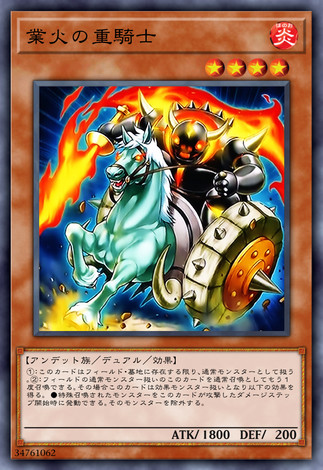 業火の重騎士
ほのお
炎
【アンデット族／デュアル／効果】
①:このカードはフィールド・墓地に存在する限り、通常モンスターとして扱う。②:フィールドの通常モンスター扱いのこのカードを通常召喚としてもう１度召喚できる。その場合このカードは効果モンスター扱いとなり以下の効果を得る。●特殊召喚されたモンスターをこのカードが攻撃したダメージステップ開始時に発動できる。そのモンスターを除外する。
ATK/ 1800 DEF/ 200
34761062